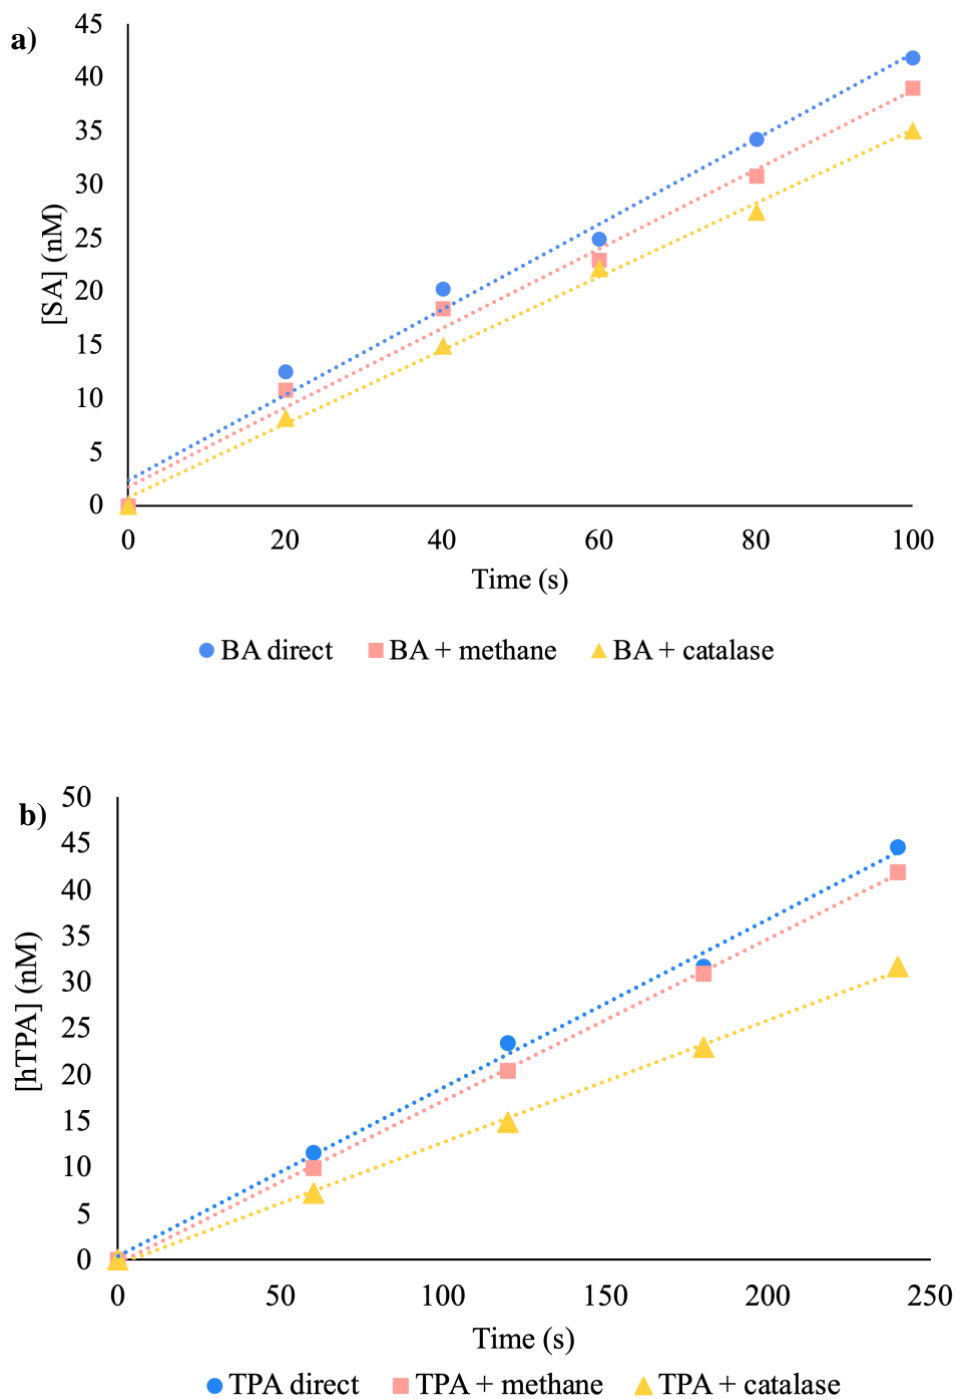 a)
45
40
35
30
25
20
15
10
5
0
[SA] (nM)
0 20 40 60 80 100
Time (s)
BA direct BA + methane BA + catalase
b)
50
45
40
35
30
25
20
15
10
5
0
[hTPA] (nM)
0 50 100 150 200 250
Time (s)
TPA direct TPA + methane TPA + catalase